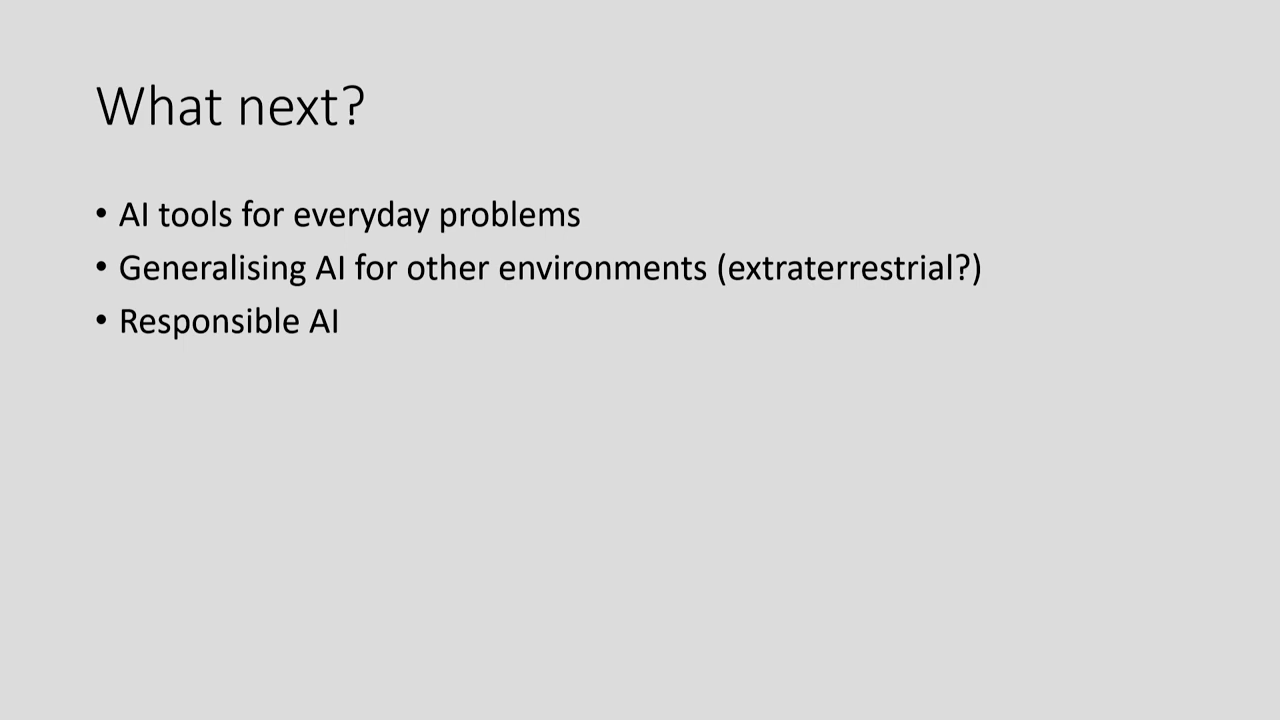 What next?
• AI tools for everyday problems
• Generalising AI for other environments (extraterrestrial?)
• Responsible AI